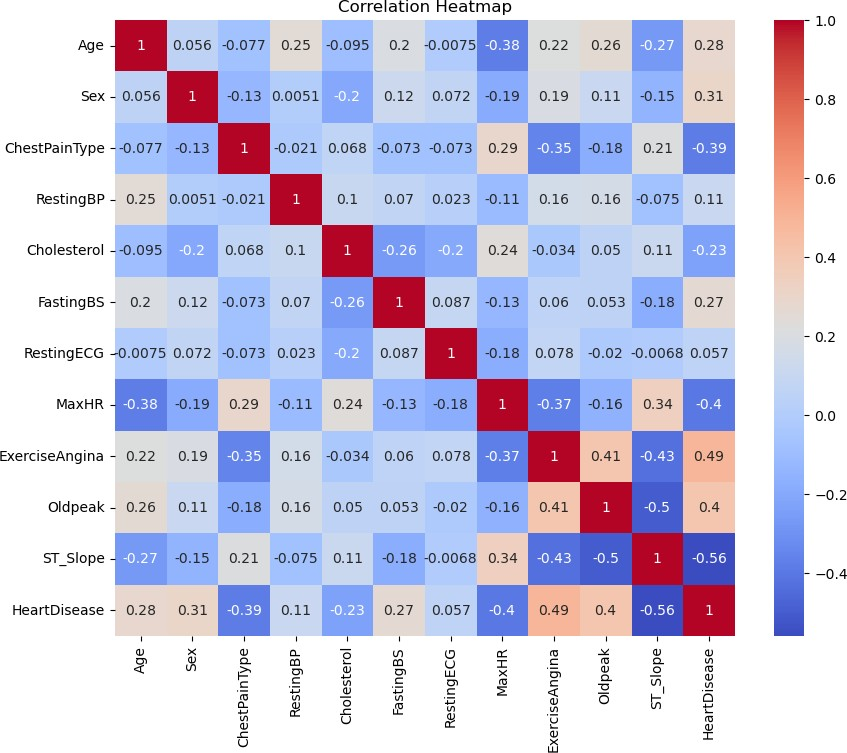 Correlation Heatmap
Age 1 0.056 -0.077 0.25 -0.095 0.2 -0.0075 -0.38 0.22 0.26 -0.27 0.28
Sex 0.056 1 -0.13 0.0051 -0.2 0.12 0.072 -0.19 0.19 0.11 -0.15 0.31
ChestPainType -0.077 -0.13 1 -0.021 0.068 -0.073 -0.073 0.29 -0.35 -0.18 0.21 -0.39
RestingBP 0.25 0.0051 -0.021 1 0.1 0.07 0.023 -0.11 0.16 0.16 -0.075 0.11
Cholesterol -0.095 -0.2 0.068 0.1 1 -0.26 -0.2 0.24 -0.034 0.05 0.11 -0.23
FastingBS 0.2 0.12 -0.073 0.07 -0.26 1 0.087 -0.13 0.06 0.053 -0.18 0.27
RestingECG -0.0075 0.072 -0.073 0.023 -0.2 0.087 1 -0.18 0.078 -0.02 -0.0068 0.057
MaxHR -0.38 -0.19 0.29 -0.11 0.24 -0.13 -0.18 1 -0.37 -0.16 0.34 -0.4
ExerciseAngina 0.22 0.19 -0.35 0.16 -0.034 0.06 0.078 -0.37 1 0.41 -0.43 0.49
Oldpeak 0.26 0.11 -0.18 0.16 0.05 0.053 -0.02 -0.16 0.41 1 -0.5 0.4
ST_Slope -0.27 -0.15 0.21 -0.075 0.11 -0.18 -0.0068 0.34 -0.43 -0.5 1 -0.56
HeartDisease 0.28 0.31 -0.39 0.11 -0.23 0.27 0.057 -0.4 0.49 0.4 -0.56 1
Age Sex ChestPainType RestingBP Cholesterol FastingBS RestingECG MaxHR ExerciseAngina Oldpeak ST_Slope HeartDisease
1.0
0.8
0.6
0.4
0.2
0.0
−0.2
−0.4